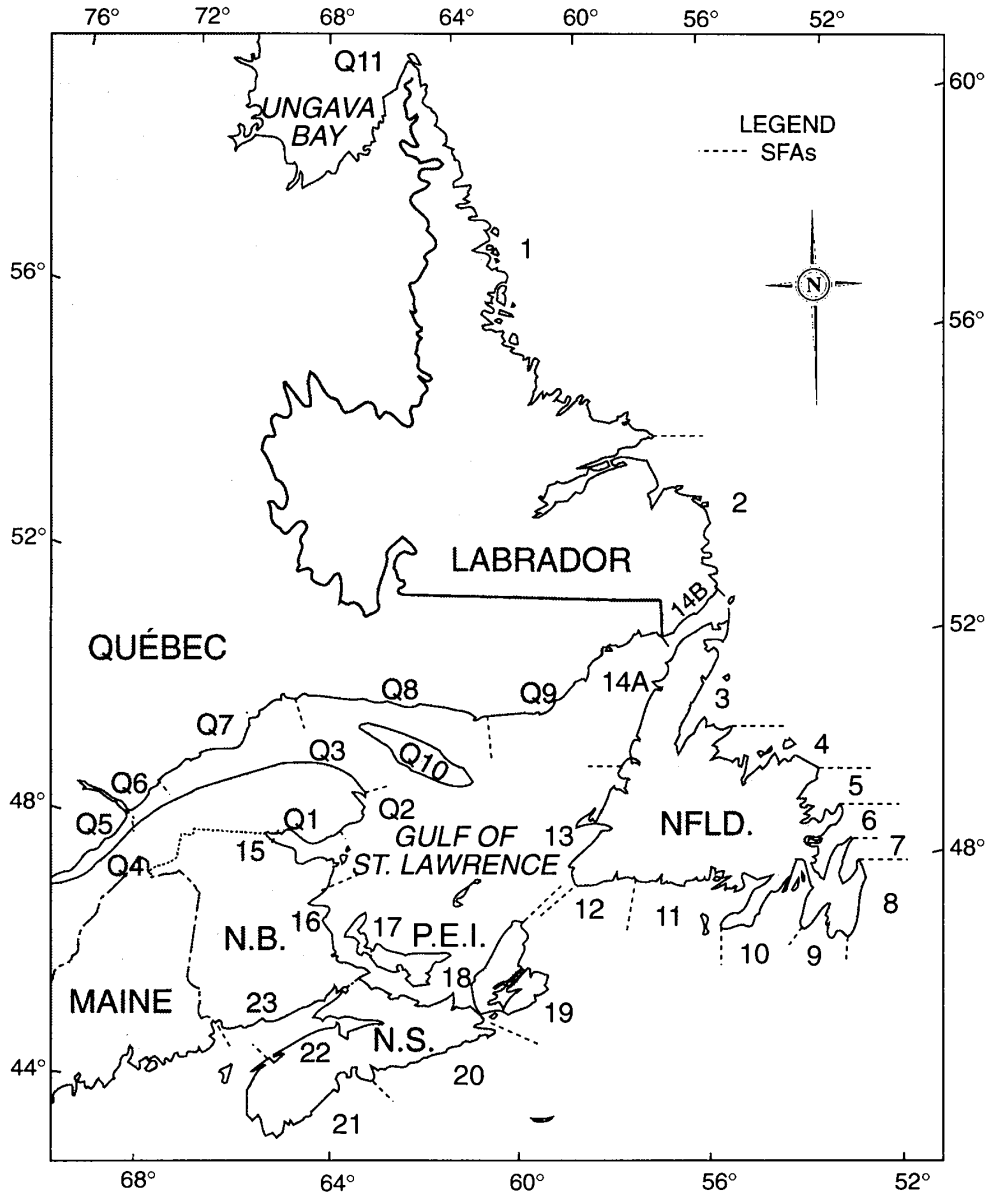 76° 72° 68° 64° 60° 56° 52°
Q11
60°
UNGAVA
BAY
LEGEND
SFAs
1
N
56°
56°
2
52°
LABRADOR
14B
52°
QUÉBEC
14A
Q8
Q9
3
Q7
Q3
Q10
4
Q6
5
48°
Q2
Q5
Q1
GULF OF
NFLD.
6
13
7
15
ST. LAWRENCE
48°
Q4
12
11
8
16
17
N.B.
P.E.I.
10
9
18
MAINE
23
19
22
N.S.
44°
20
21
68° 64° 60° 56° 52°